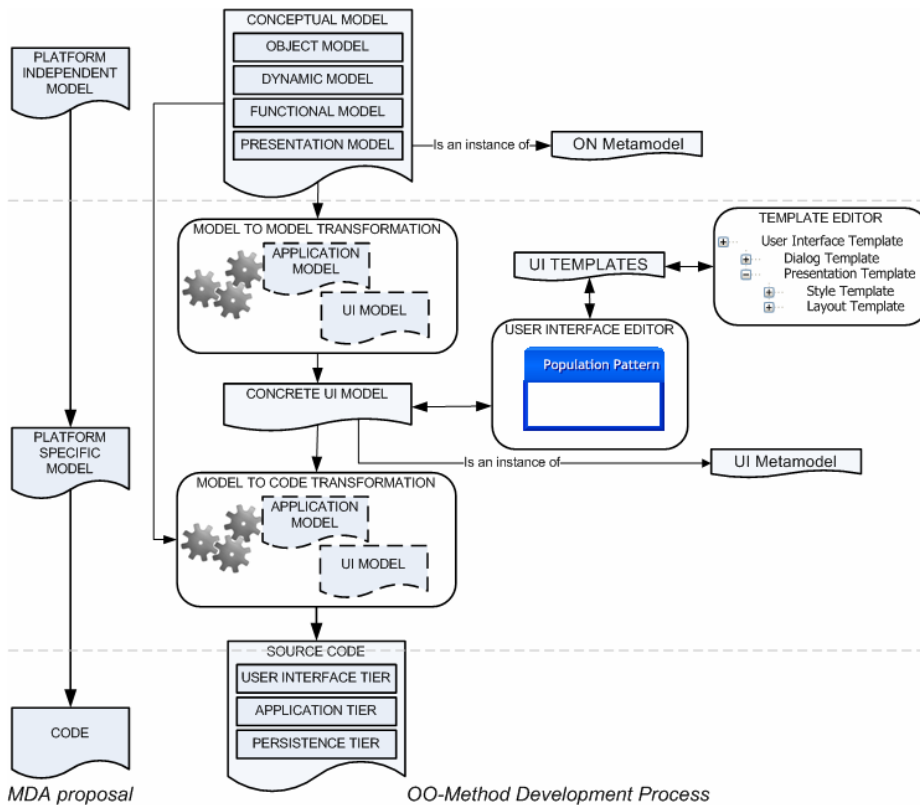 CONCEPTUAL MODEL
OBJECT MODEL
DYNAMIC MODEL
FUNCTIONAL MODEL
PRESENTATION MODEL
PLATFORM
INDEPENDENT
MODEL
Is an instance of
ON Metamodel
MODEL TO MODEL TRANSFORMATION
APPLICATION
MODEL
UI MODEL
UI TEMPLATES
TEMPLATE EDITOR
User Interface Template
Dialog Template
Presentation Template
Style Template
Layout Template
USER INTERFACE EDITOR
Population Pattern
CONCRETE UI MODEL
PLATFORM
SPECIFIC
MODEL
Is an instance of
UI Metamodel
MODEL TO CODE TRANSFORMATION
APPLICATION
MODEL
UI MODEL
SOURCE CODE
USER INTERFACE TIER
APPLICATION TIER
PERSISTENCE TIER
CODE
MDA proposal
OO-Method Development Process